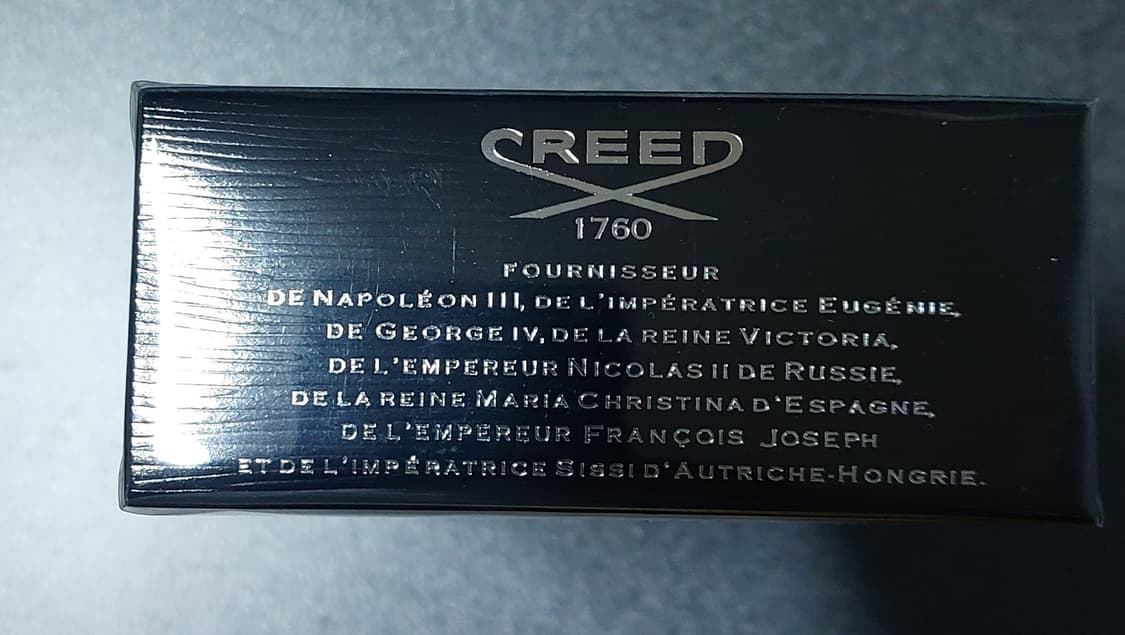 CREED
1760
FOURNISSEUR
DE NAPOLÉON III, DE L'IMPÉRATRICE EUGÉNIE,
DE GEORGE IV, DE LA REINE VICTORIA,
DE L'EMPEREUR NICOLAS II DE RUSSIE,
DE LA REINE MARIA CHRISTINA D'ESPAGNE,
DE L'EMPEREUR FRANÇOIS JOSEPH
ET DE L'IMPÉRATRICE SISSI D'AUTRICHE-HONGRIE.